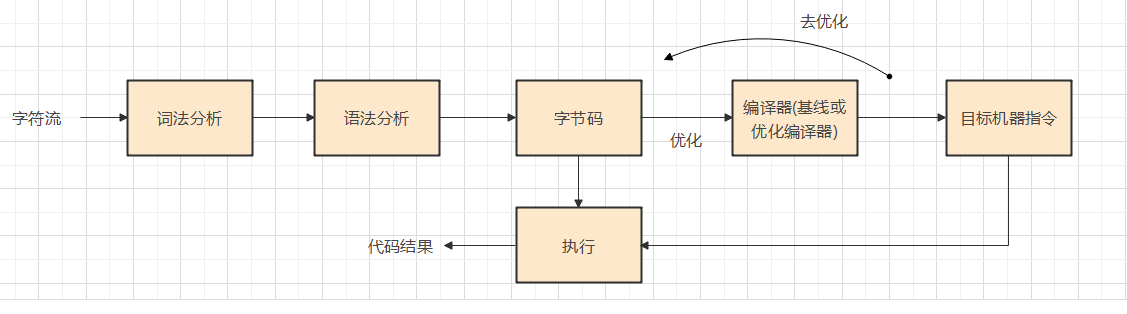 去优化
字符流
词法分析
语法分析
字节码
优化
编译器(基线或
优化编译器)
目标机器指令
执行
代码结果